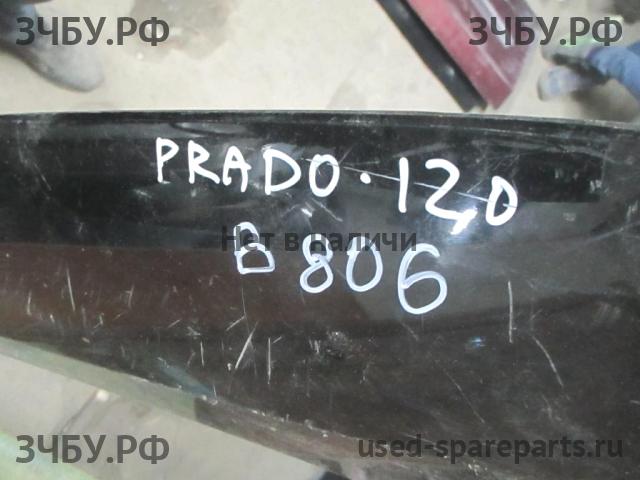 ЗЧБУ.РФ ЗЧБУ.РФ
PRADO·120
Нет в наличи
В 806
ЗЧБУ.РФ used-spareparts.ru